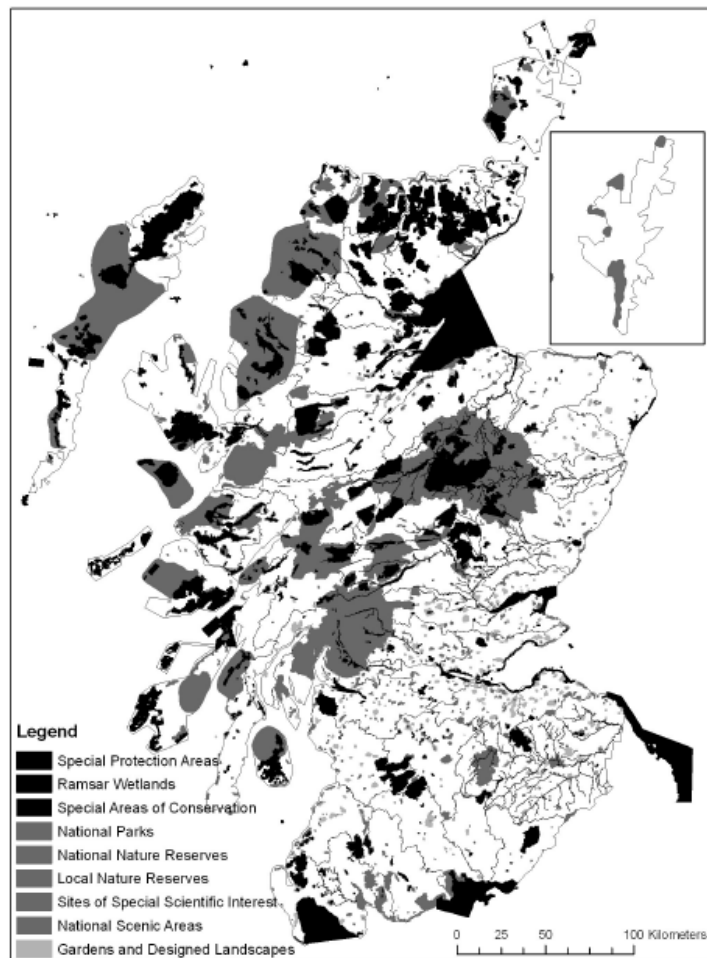 Legend
Special Protection Areas
Ramsar Wetlands
Special Areas of Conservation
National Parks
National Nature Reserves
Local Nature Reserves
Sites of Special Scientific Interest
National Scenic Areas
Gardens and Designed Landscapes
0 25 50 100 Kilometers